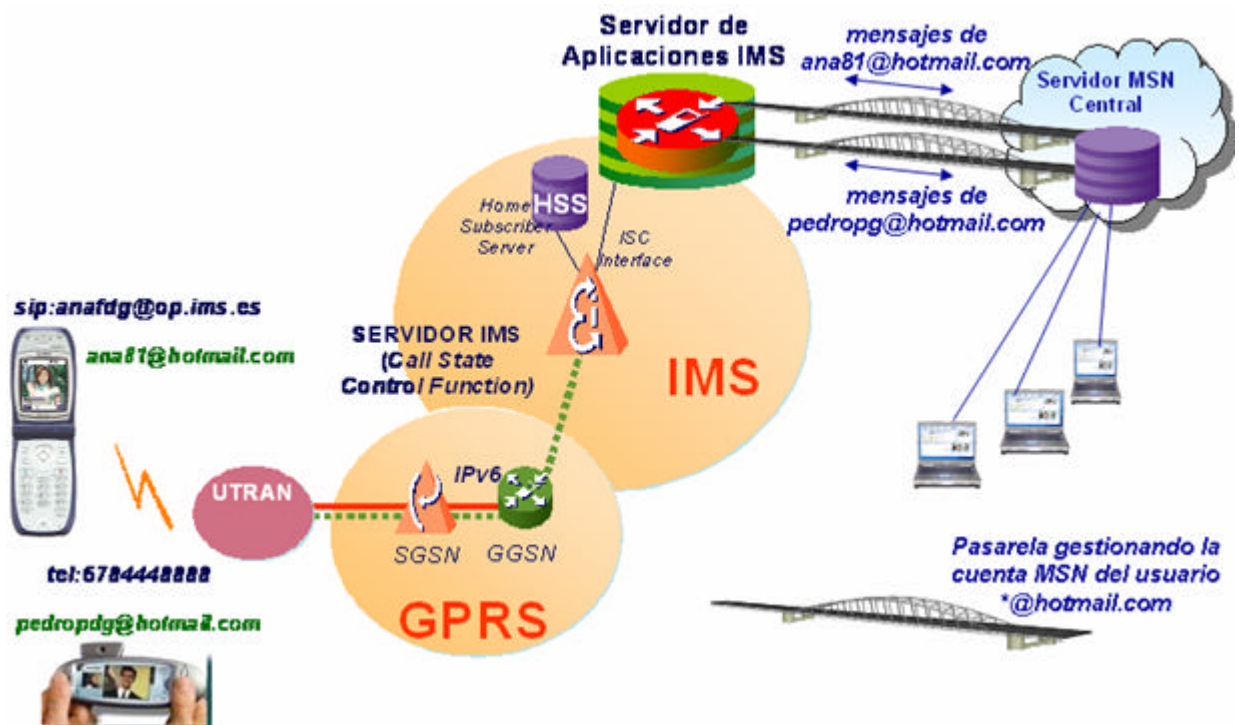 Servidor de
Aplicaciones IMS
mensajes de
ana81@hotmail.com
Servidor MSN
Central
mensajes de
pedropg@hotmail.com
HSS
Home
Subscriber
Server
ISC
Interface
sip:anafdg@op.ims.es
ana81@hotmail.com
SERVIDOR IMS
(Call State
Control Function)
IMS
UTRAN
IPv6
SGSN
GGSN
GPRS
tel:6784448888
pedropdg@hotmail.com
Pasarela gestionando la
cuenta MSN del usuario
*@hotmail.com